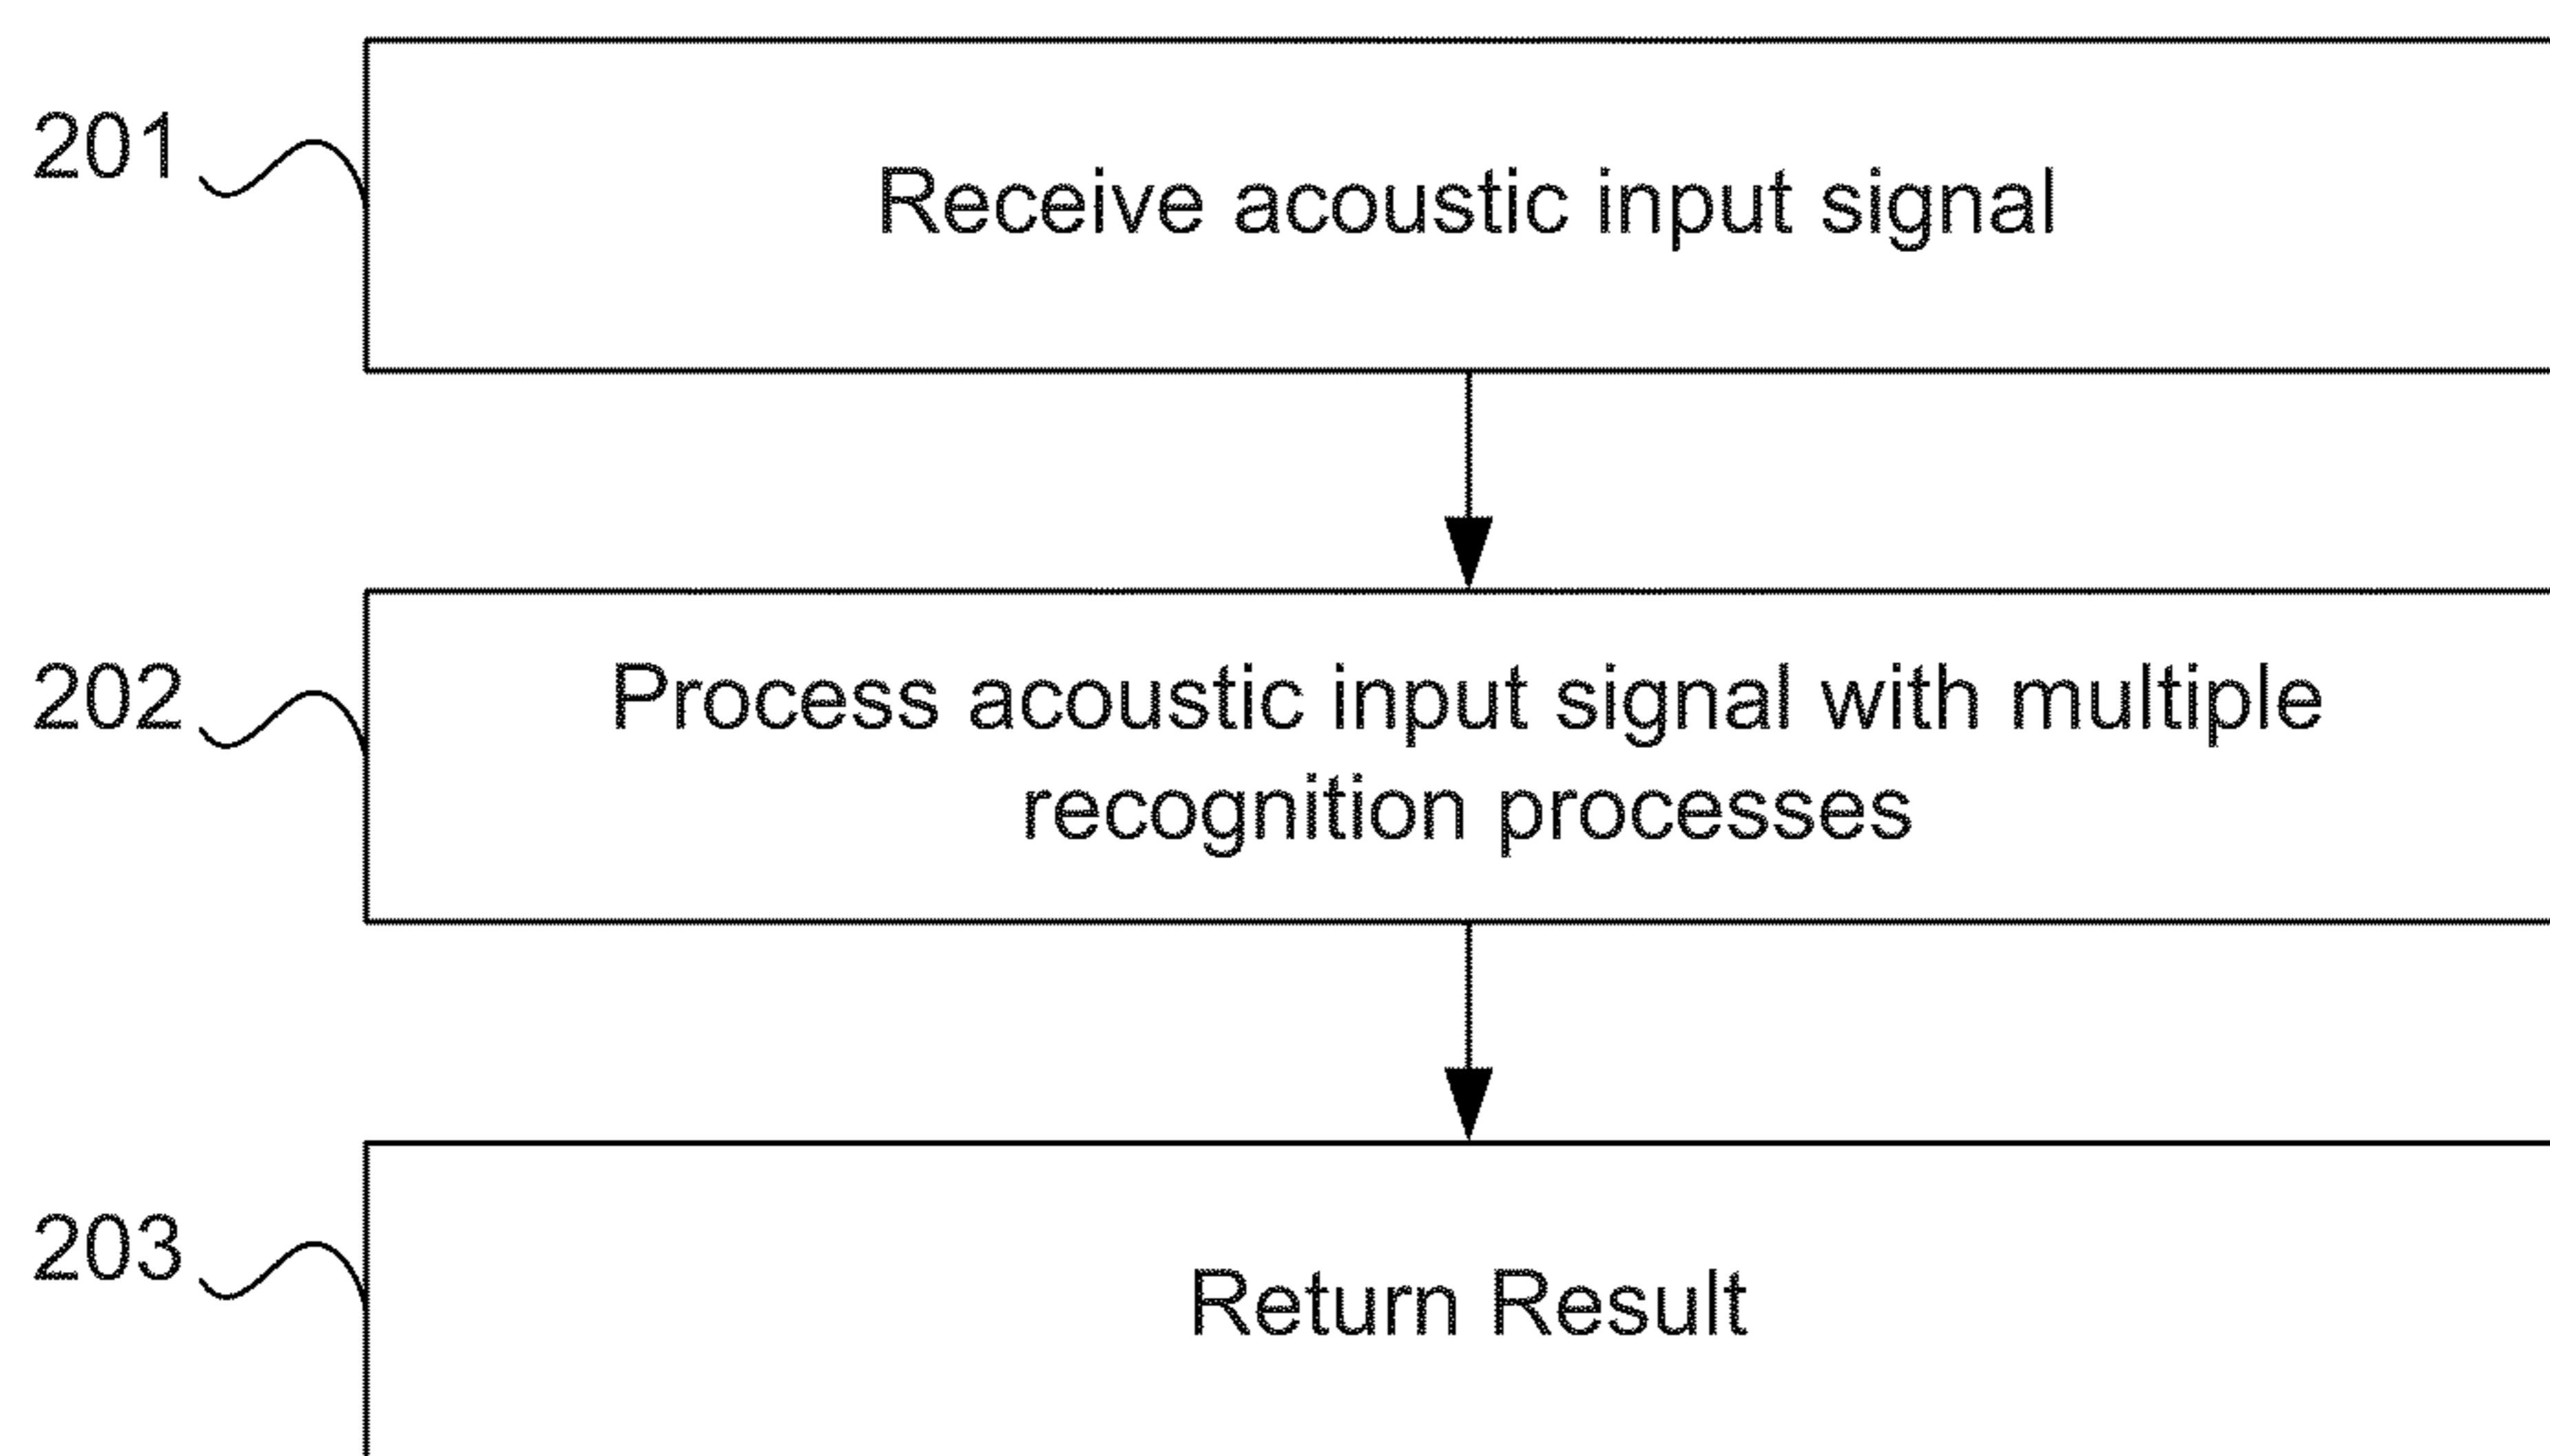 201
Receive acoustic input signal
202
Process acoustic input signal with multiple
recognition processes
203
Return Result